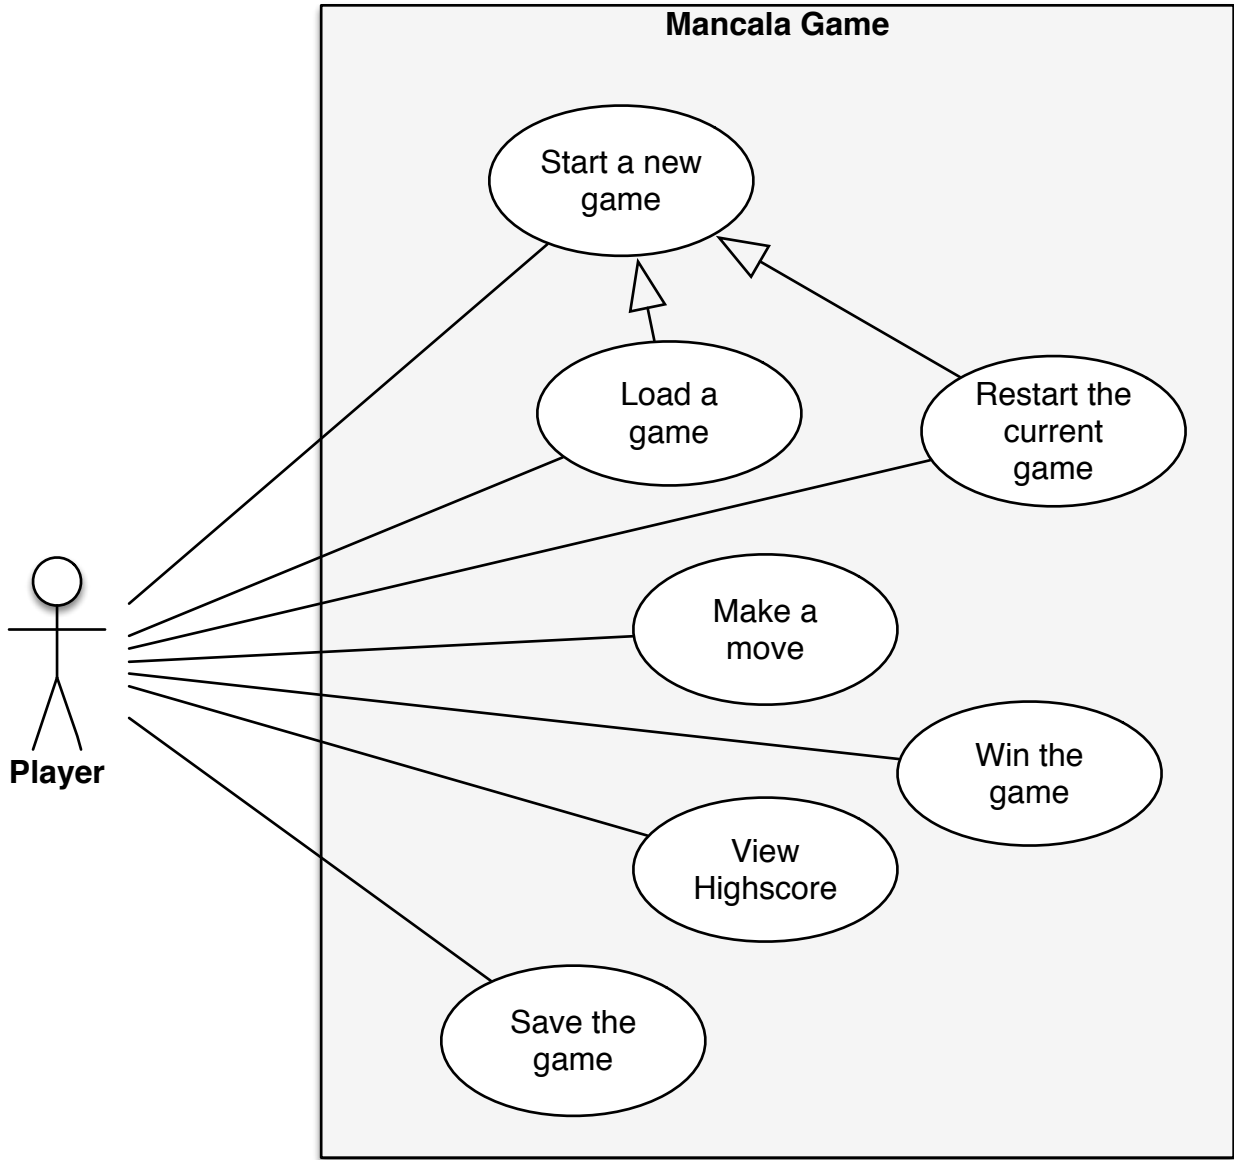 Mancala Game
Start a new
game
Load a
game
Restart the
current
game
Make a
move
Player
Win the
game
View
Highscore
Save the
game